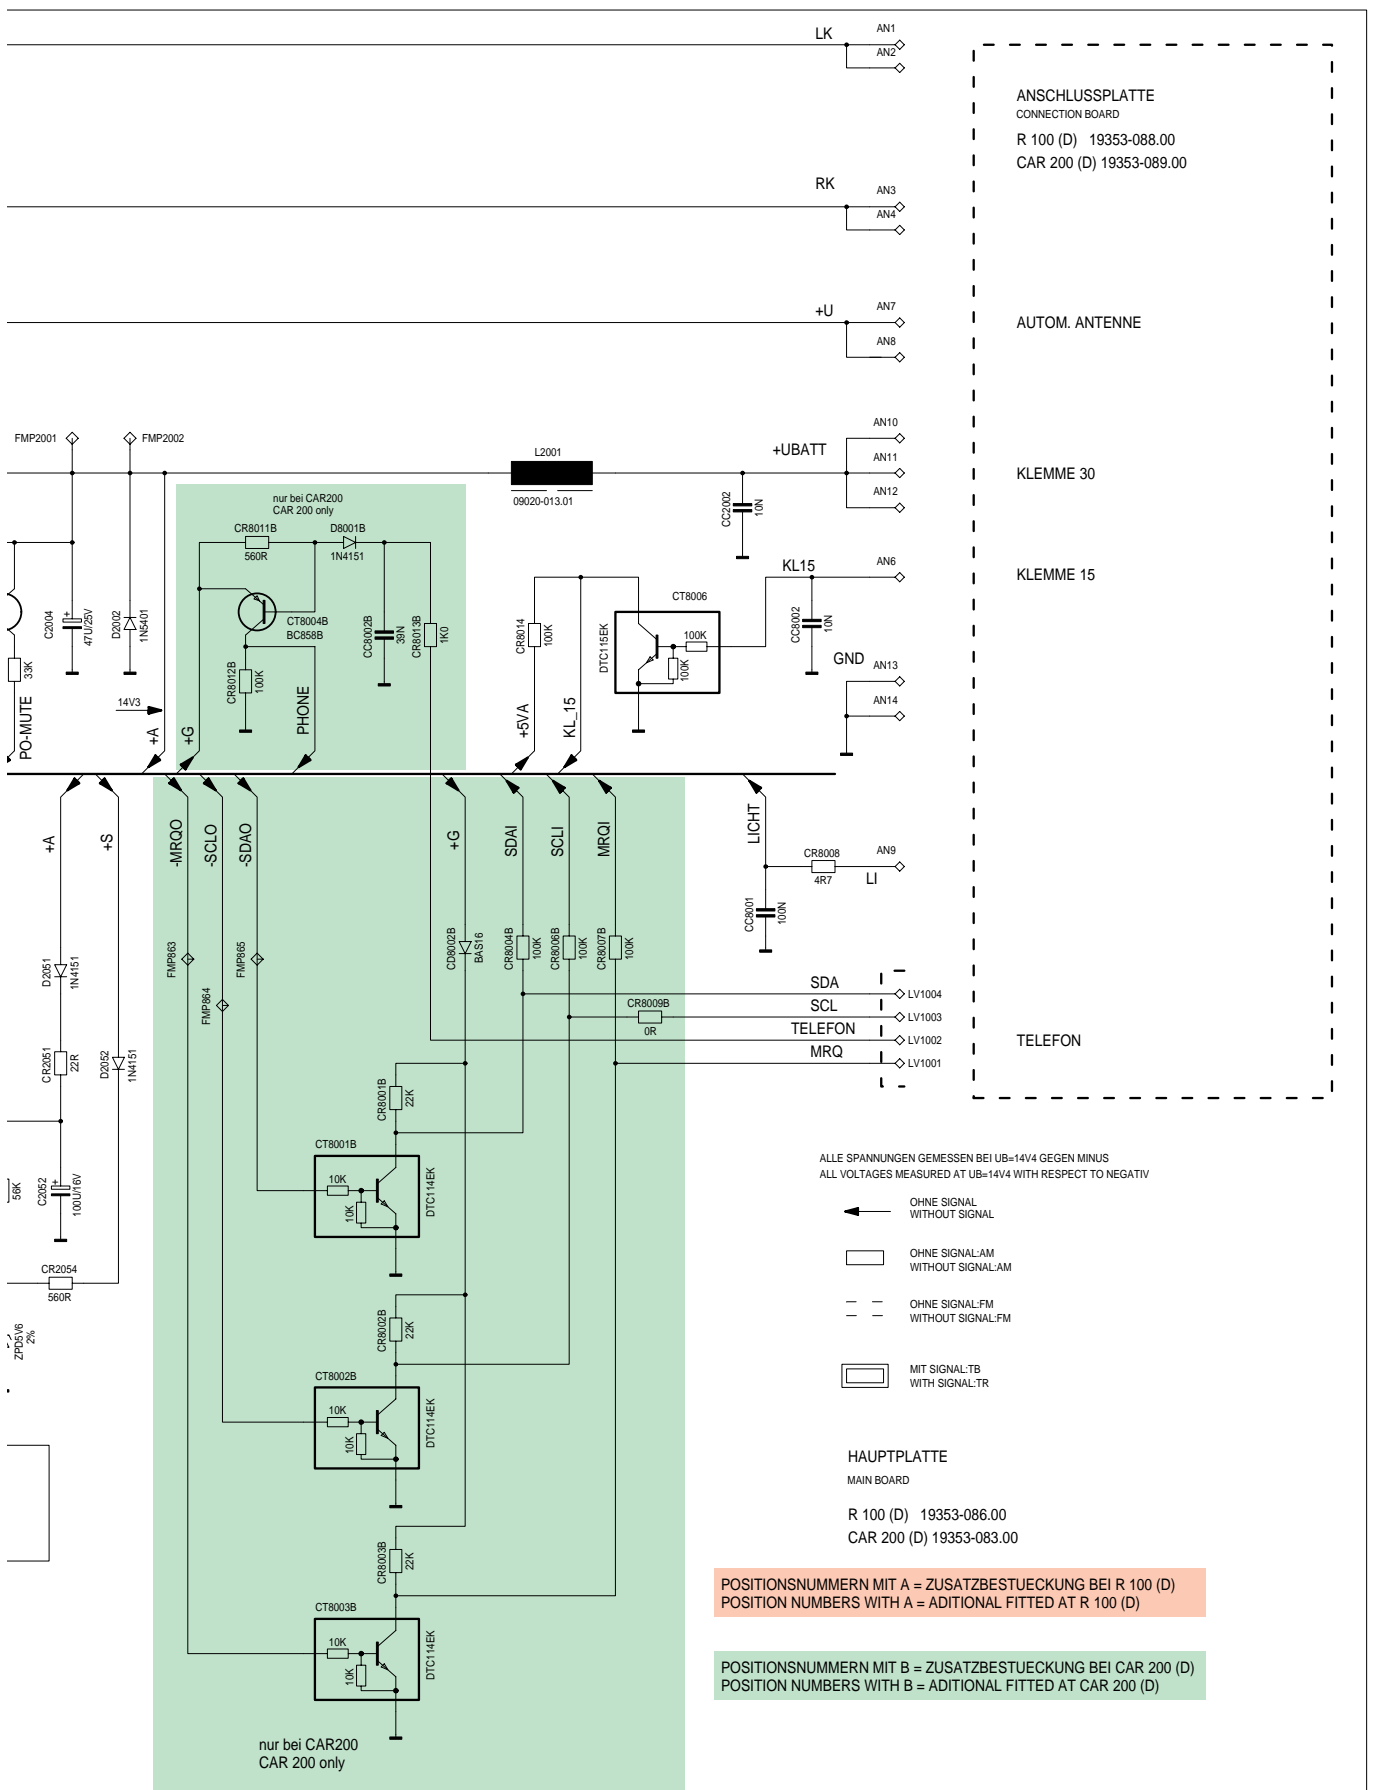 LK
AN1
AN2
ANSCHLUSSPLATTE
CONNECTION BOARD
R 100 (D) 19353-088.00
CAR 200 (D) 19353-089.00
RK
AN3
AN4
+U
AN7
AN8
AUTOM. ANTENNE
FMP2001
FMP2002
L2001
09020-013.01
+UBATT
AN10
AN11
AN12
KLEMME 30
CC2002
10N
nur bei CAR200
CAR 200 only
CR8011B
560R
D8001B
1N4151
CT8004B
BC858B
CC8002B
39N
CR8013B
1K0
CR8012B
100K
PHONE
C2004
+
47U/25V
D2002
1N5401
33K
PO-MUTE
14V3
+A
+G
CR8014
100K
+5VA
KL_15
DTC115EK
CT8006
100K
100K
KL15
AN6
KLEMME 15
CC8002
10N
GND
AN13
AN14
+A
+S
-MRQO
-SCLO
-SDAO
+G
SDAI
SCLI
MRQI
LICHT
CR8008
4R7
AN9
LI
CC8001
100N
D2051
1N4151
FMP863
FMP864
FMP865
CD8002B
BAS16
CR8004B
100K
CR8006B
100K
CR8007B
100K
SDA
LV1004
CR8009B
0R
SCL
LV1003
TELEFON
LV1002
MRQ
LV1001
TELEFON
CR2051
22R
D2052
1N4151
CR8001B
22K
CT8001B
10K
10K
DTC114EK
56K
C2052
+
100U/16V
CR2054
560R
ZPD5V6
2%
CR8002B
22K
CT8002B
10K
10K
DTC114EK
CR8003B
22K
CT8003B
10K
10K
DTC114EK
nur bei CAR200
CAR 200 only
ALLE SPANNUNGEN GEMESSEN BEI UB=14V4 GEGEN MINUS
ALL VOLTAGES MEASURED AT UB=14V4 WITH RESPECT TO NEGATIV
OHNE SIGNAL
WITHOUT SIGNAL
OHNE SIGNAL:AM
WITHOUT SIGNAL:AM
OHNE SIGNAL:FM
WITHOUT SIGNAL:FM
MIT SIGNAL:TB
WITH SIGNAL:TR
HAUPTPLATTE
MAIN BOARD
R 100 (D) 19353-086.00
CAR 200 (D) 19353-083.00
POSITIONSNUMMERN MIT A = ZUSATZBESTUECKUNG BEI R 100 (D)
POSITION NUMBERS WITH A = ADITIONAL FITTED AT R 100 (D)
POSITIONSNUMMERN MIT B = ZUSATZBESTUECKUNG BEI CAR 200 (D)
POSITION NUMBERS WITH B = ADITIONAL FITTED AT CAR 200 (D)